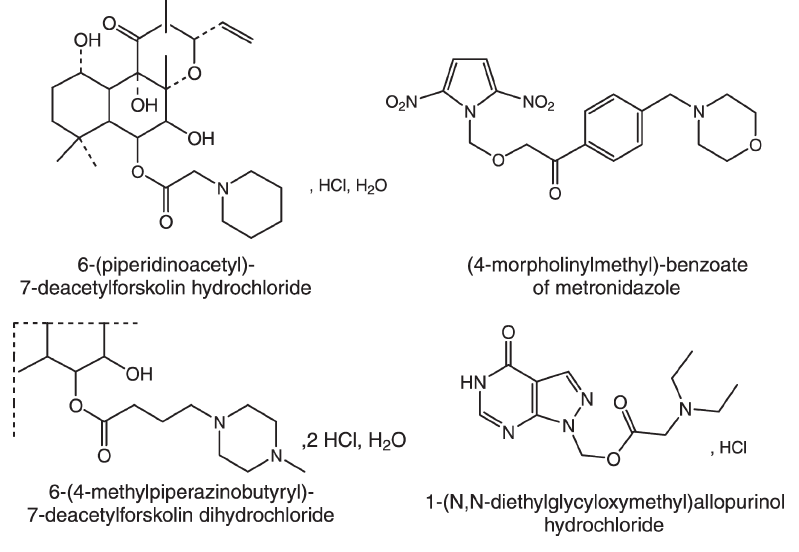 O
OH
O
OH
OH
O
N
O
, HCl, H₂O
6-(piperidinoacetyl)-
7-deacetylforskolin hydrochloride
O₂N
N
NO₂
O
O
N
O
(4-morpholinylmethyl)-benzoate
of metronidazole
OH
O
O
N
N
,2 HCl, H₂O
6-(4-methylpiperazinobutyryl)-
7-deacetylforskolin dihydrochloride
O
HN
N
N
N
O
O
N
, HCl
1-(N,N-diethylglycyloxymethyl)allopurinol
hydrochloride